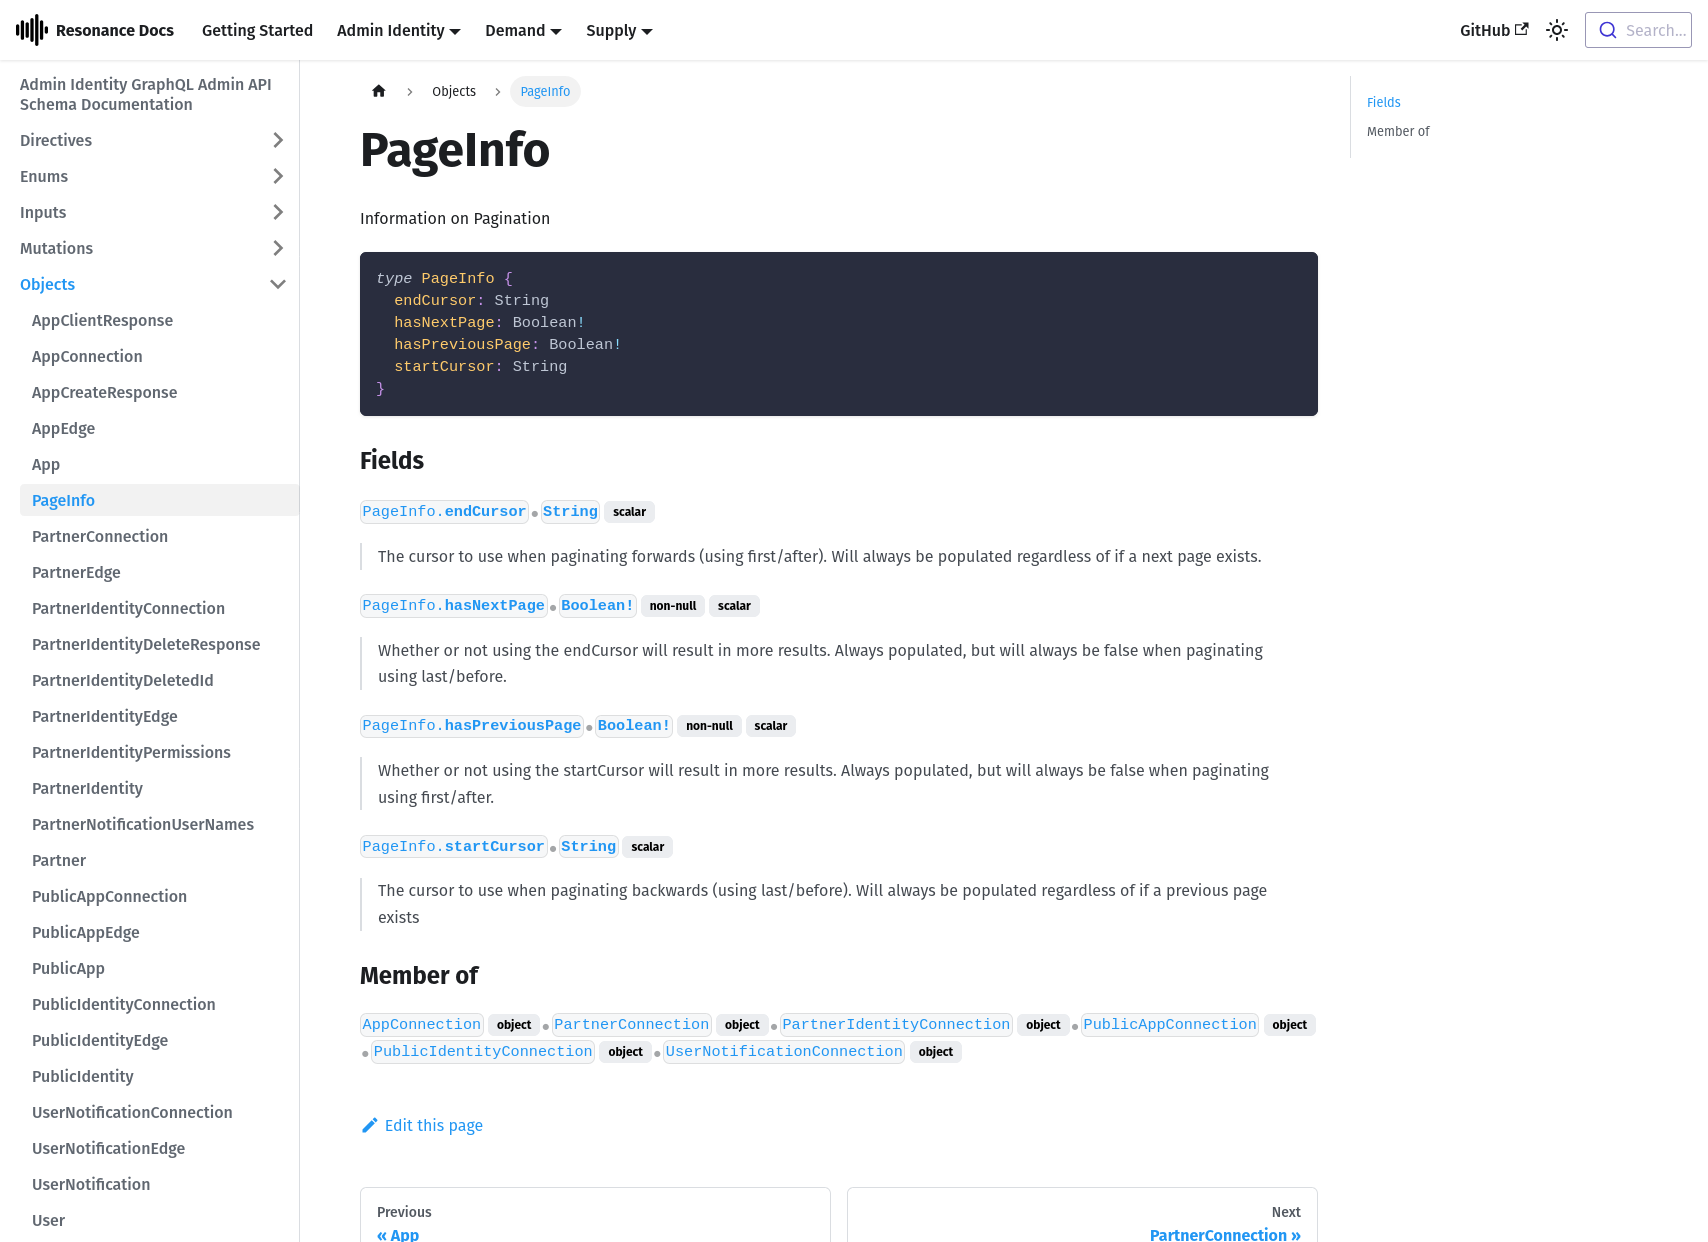 Resonance Docs
Getting Started
Admin Identity
Demand
Supply
GitHub
Search...
Admin Identity GraphQL Admin API
Schema Documentation
Directives
Enums
Inputs
Mutations
Objects
AppClientResponse
AppConnection
AppCreateResponse
AppEdge
App
PageInfo
PartnerConnection
PartnerEdge
PartnerIdentityConnection
PartnerIdentityDeleteResponse
PartnerIdentityDeletedId
PartnerIdentityEdge
PartnerIdentityPermissions
PartnerIdentity
PartnerNotificationUserNames
Partner
PublicAppConnection
PublicAppEdge
PublicApp
PublicIdentityConnection
PublicIdentityEdge
PublicIdentity
UserNotificationConnection
UserNotificationEdge
UserNotification
User
Objects
PageInfo
PageInfo
Information on Pagination
type PageInfo {
  endCursor: String
  hasNextPage: Boolean!
  hasPreviousPage: Boolean!
  startCursor: String
}
Fields
PageInfo.endCursor ● String scalar
The cursor to use when paginating forwards (using first/after). Will always be populated regardless of if a next page exists.
PageInfo.hasNextPage ● Boolean! non-null scalar
Whether or not using the endCursor will result in more results. Always populated, but will always be false when paginating
using last/before.
PageInfo.hasPreviousPage ● Boolean! non-null scalar
Whether or not using the startCursor will result in more results. Always populated, but will always be false when paginating
using first/after.
PageInfo.startCursor ● String scalar
The cursor to use when paginating backwards (using last/before). Will always be populated regardless of if a previous page
exists
Member of
AppConnection object ● PartnerConnection object ● PartnerIdentityConnection object ● PublicAppConnection object
● PublicIdentityConnection object ● UserNotificationConnection object
Edit this page
Previous
« App
Next
PartnerConnection »
Fields
Member of